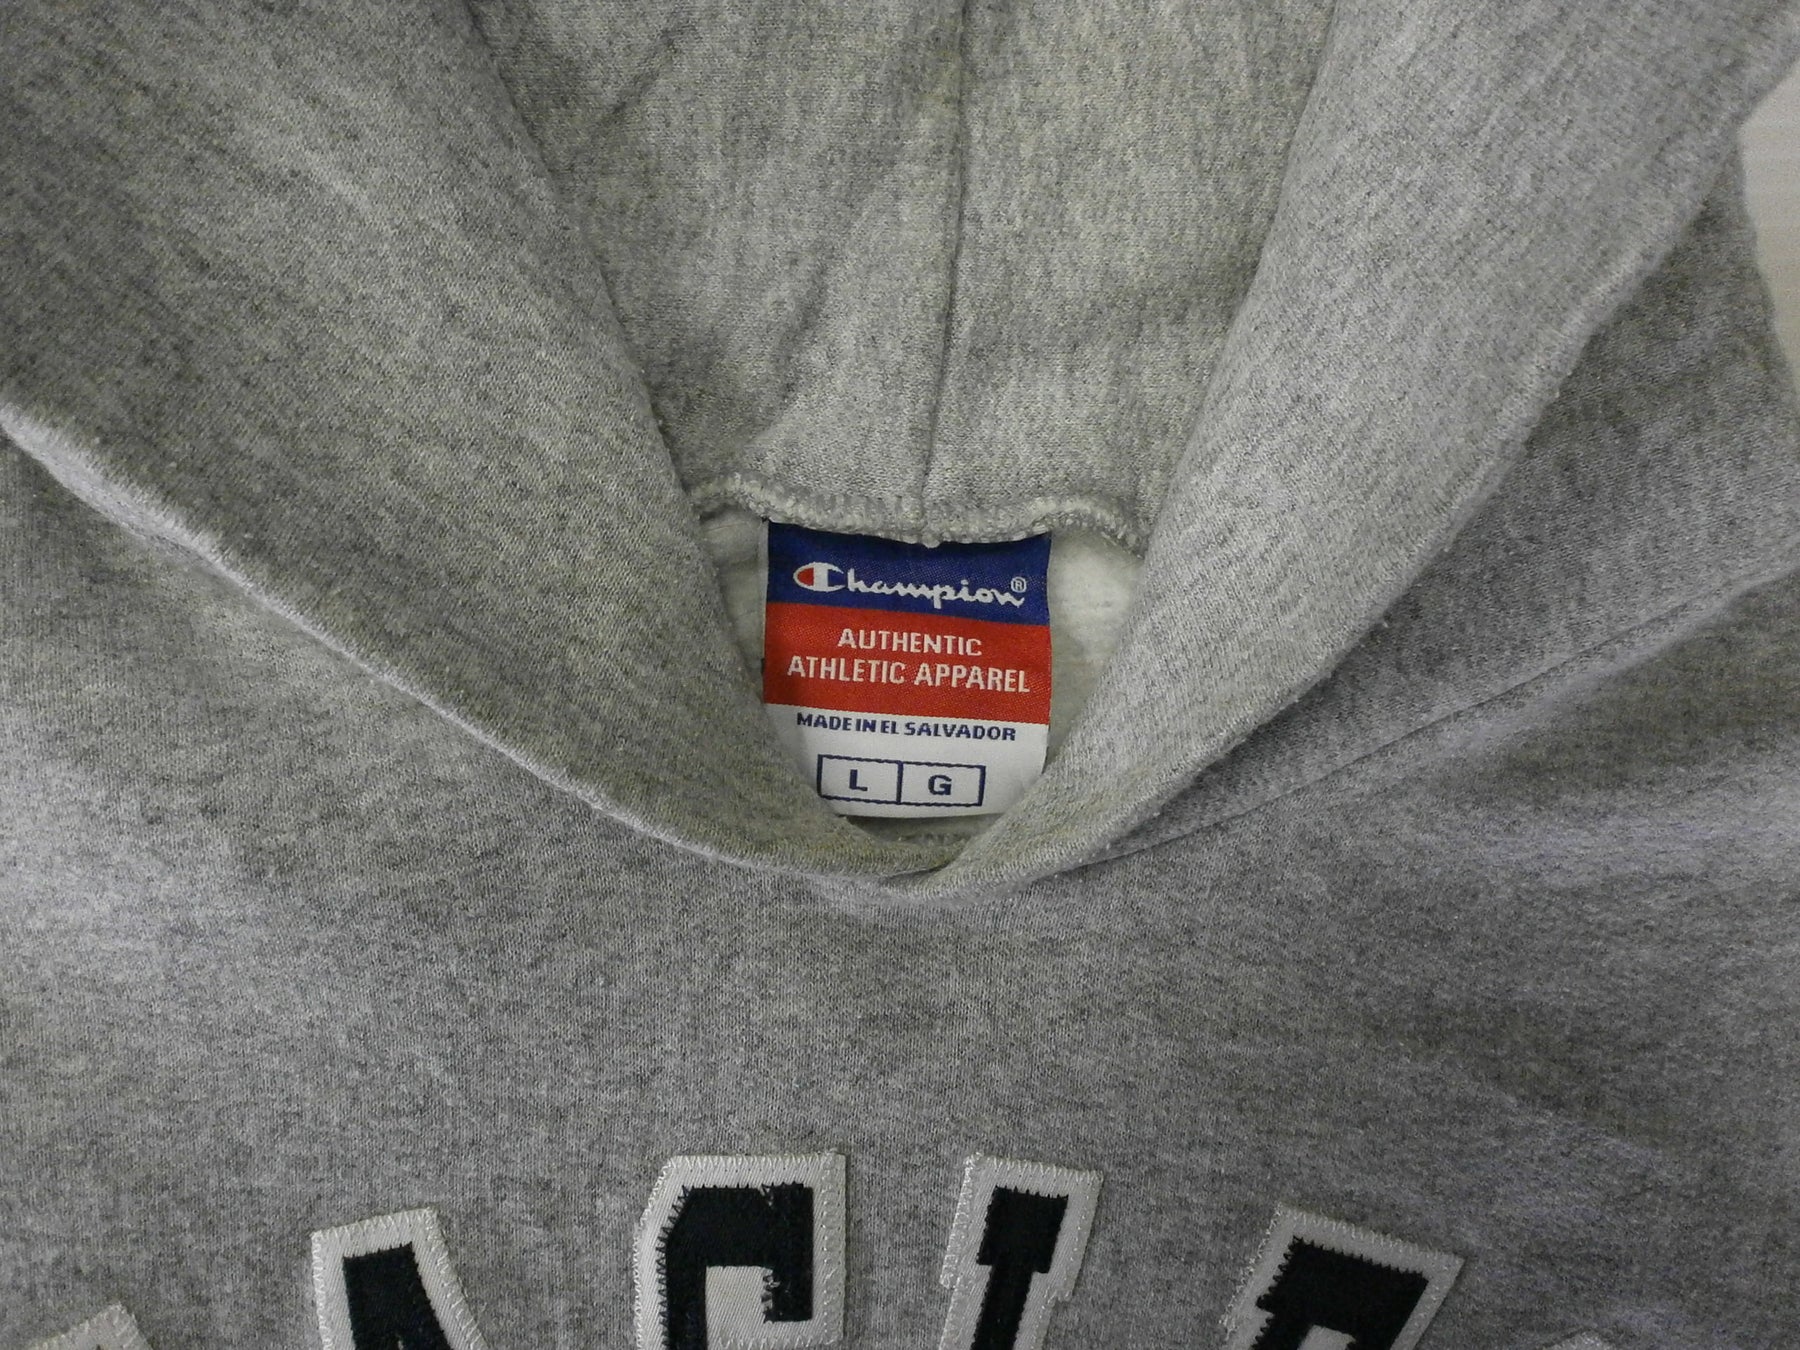 Champion®
AUTHENTIC
ATHLETIC APPAREL
MADE IN EL SALVADOR
L G